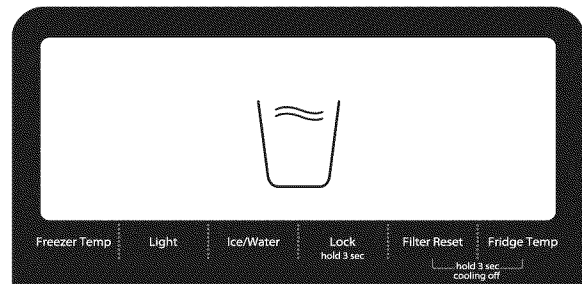 Freezer Temp Light Ice/Water Lock Filter Reset Fridge Temp
hold 3 sec
hold 3 sec
cooling off